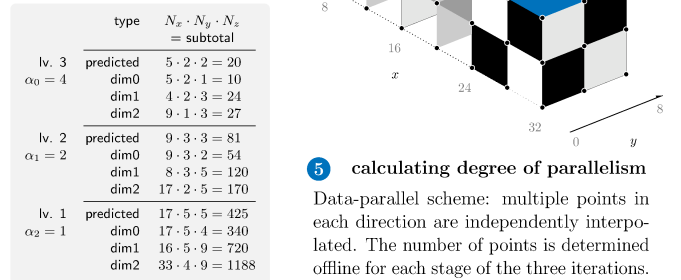 type N_x · N_y · N_z
= subtotal
lv. 3 predicted 5 · 2 · 2 = 20
α_0 = 4 dim0 5 · 2 · 1 = 10
dim1 4 · 2 · 3 = 24
dim2 9 · 1 · 3 = 27
lv. 2 predicted 9 · 3 · 3 = 81
α_1 = 2 dim0 9 · 3 · 2 = 54
dim1 8 · 3 · 5 = 120
dim2 17 · 2 · 5 = 170
lv. 1 predicted 17 · 5 · 5 = 425
α_2 = 1 dim0 17 · 5 · 4 = 340
dim1 16 · 5 · 9 = 720
dim2 33 · 4 · 9 = 1188
8
16
x
24
32
0
y
8
5 calculating degree of parallelism
Data-parallel scheme: multiple points in
each direction are independently interpo-
lated. The number of points is determined
offline for each stage of the three iterations.